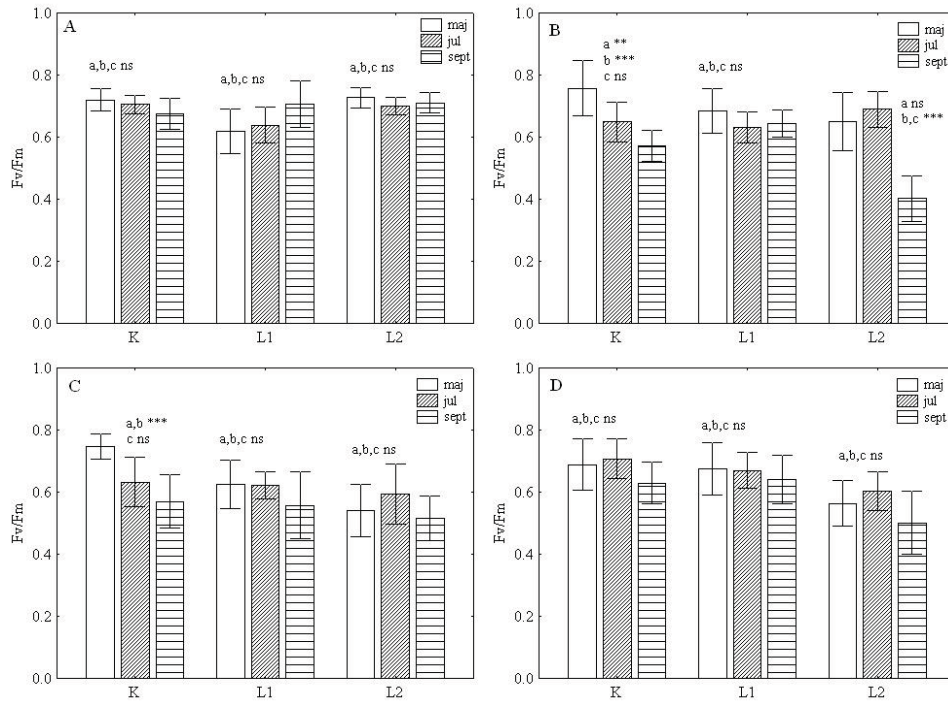 A
1.0
0.8
0.6
0.4
0.2
0.0
Fv/Fm
maj
jul
sept
a,b,c ns
a,b,c ns
a,b,c ns
K L1 L2
B
1.0
0.8
0.6
0.4
0.2
0.0
Fv/Fm
maj
jul
sept
a **
b ***
c ns
a,b,c ns
a ns
b,c ***
K L1 L2
C
1.0
0.8
0.6
0.4
0.2
0.0
Fv/Fm
maj
jul
sept
a,b ***
c ns
a,b,c ns
a,b,c ns
K L1 L2
D
1.0
0.8
0.6
0.4
0.2
0.0
Fv/Fm
maj
jul
sept
a,b,c ns
a,b,c ns
a,b,c ns
K L1 L2